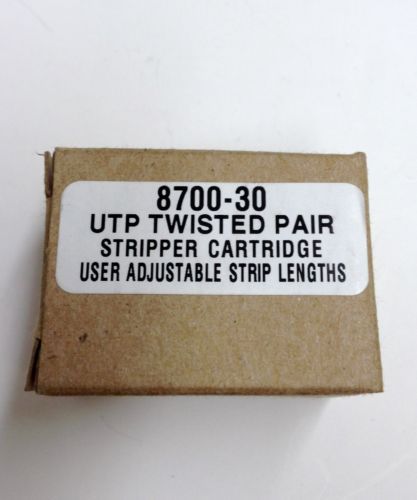 8700-30
UTP TWISTED PAIR
STRIPPER CARTRIDGE
USER ADJUSTABLE STRIP LENGTHS